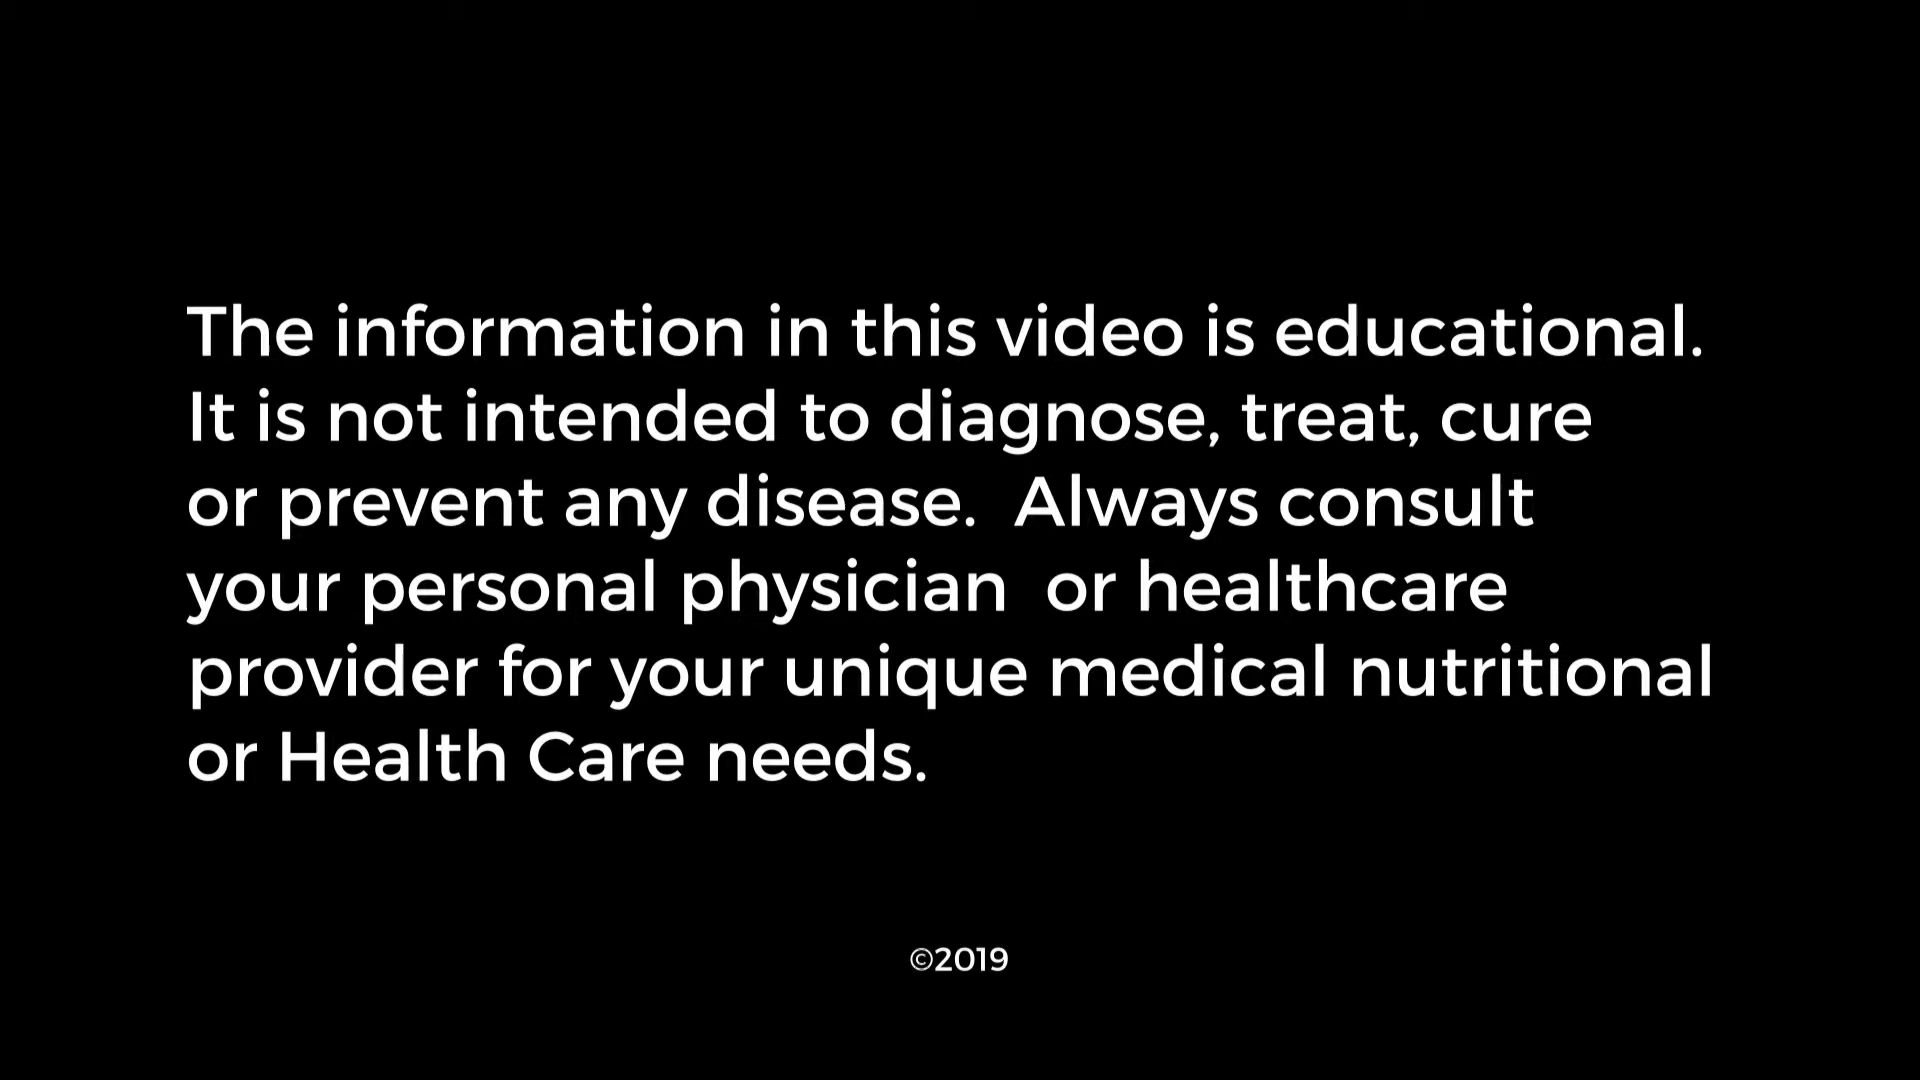 The information in this video is educational.
It is not intended to diagnose, treat, cure
or prevent any disease.  Always consult
your personal physician  or healthcare
provider for your unique medical nutritional
or Health Care needs.
©2019